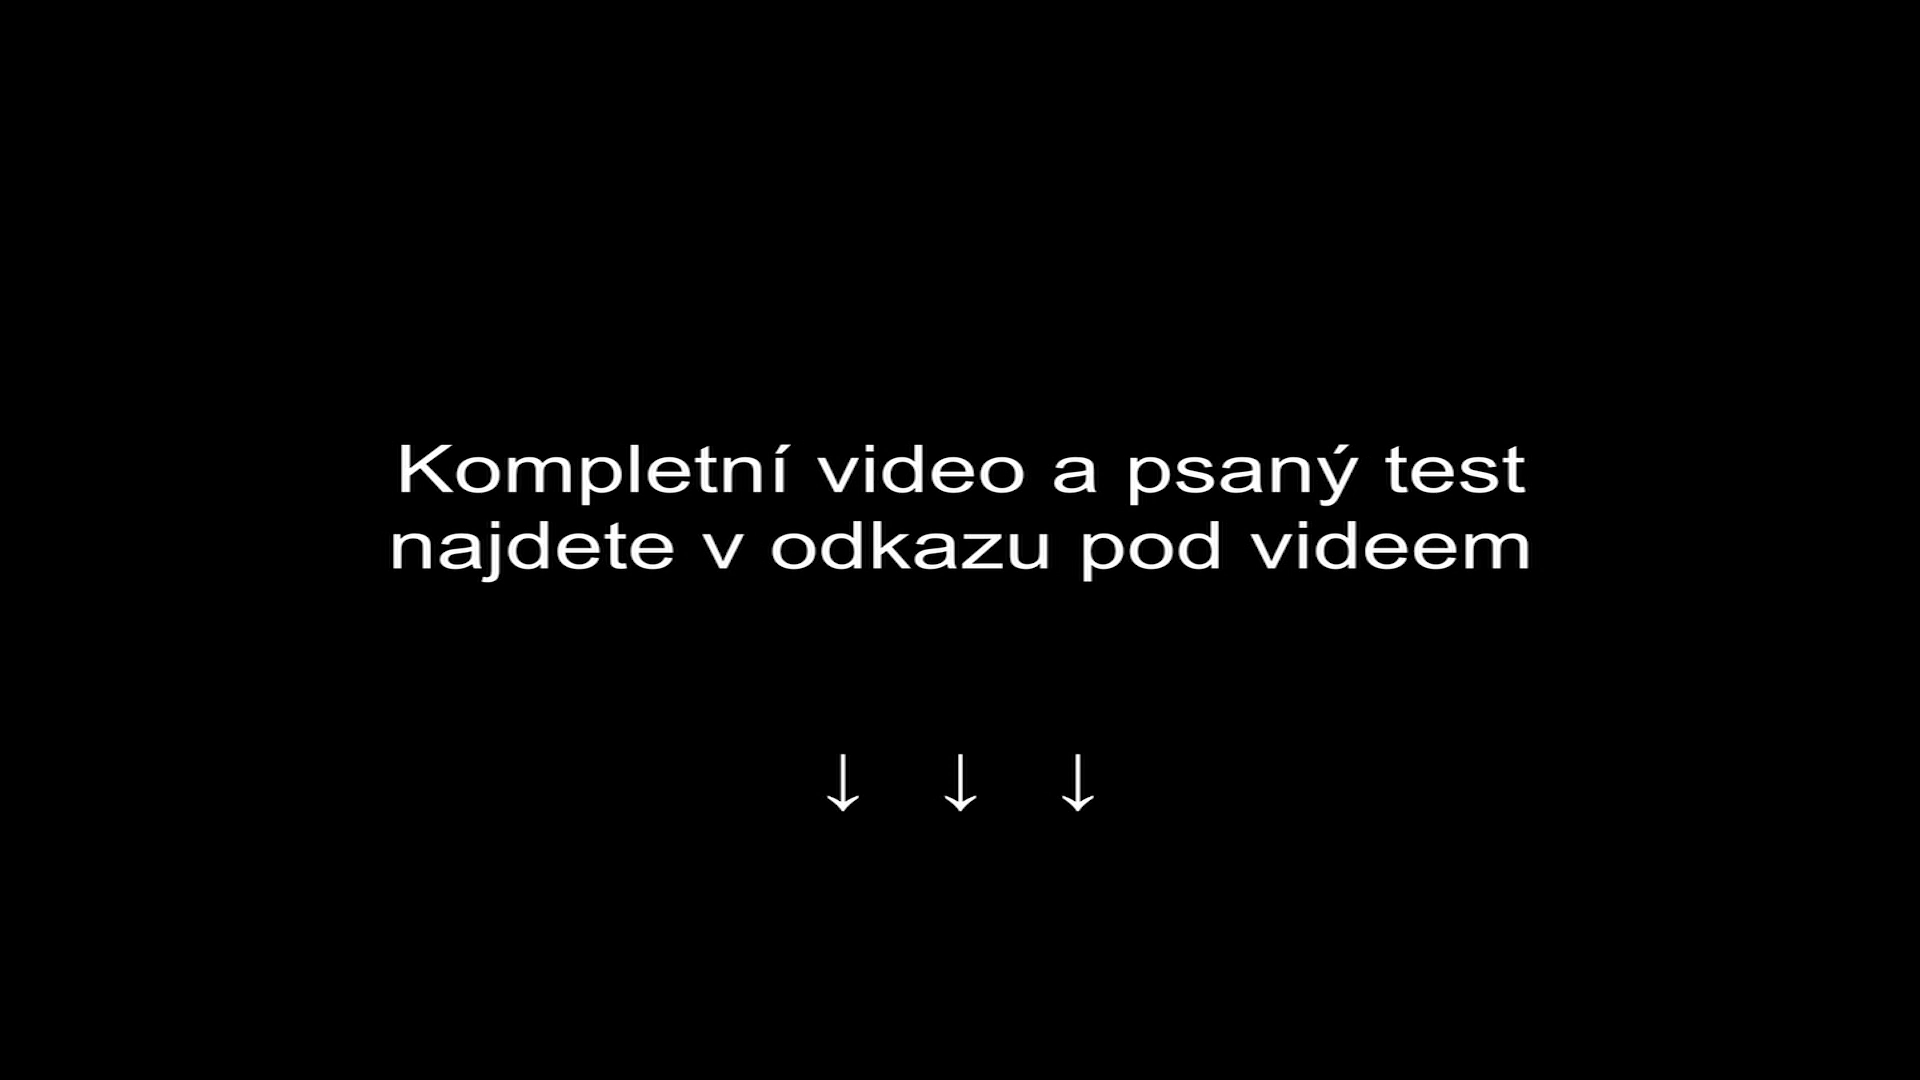 Kompletní video a psaný test
najdete v odkazu pod videem
↓ ↓ ↓